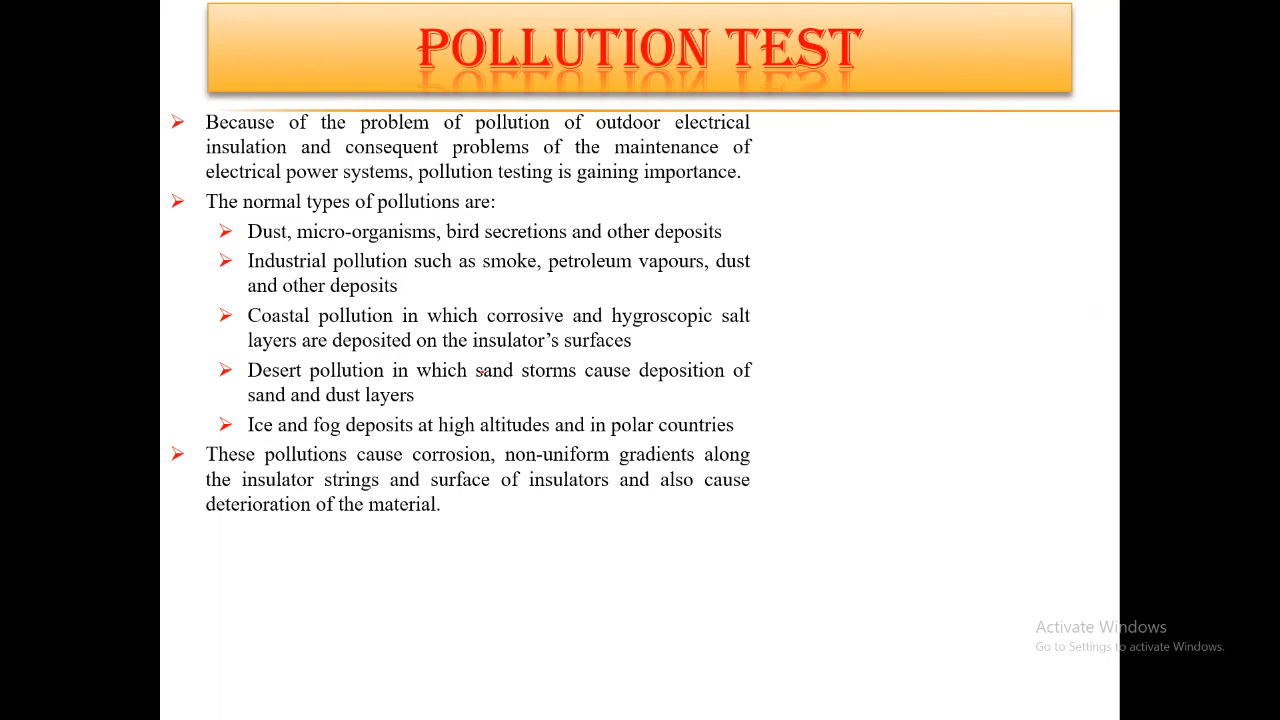 POLLUTION TEST
Because of the problem of pollution of outdoor electrical
insulation and consequent problems of the maintenance of
electrical power systems, pollution testing is gaining importance.
The normal types of pollutions are:
Dust, micro-organisms, bird secretions and other deposits
Industrial pollution such as smoke, petroleum vapours, dust
and other deposits
Coastal pollution in which corrosive and hygroscopic salt
layers are deposited on the insulator’s surfaces
Desert pollution in which sand storms cause deposition of
sand and dust layers
Ice and fog deposits at high altitudes and in polar countries
These pollutions cause corrosion, non-uniform gradients along
the insulator strings and surface of insulators and also cause
deterioration of the material.
Activate Windows
Go to Settings to activate Windows.